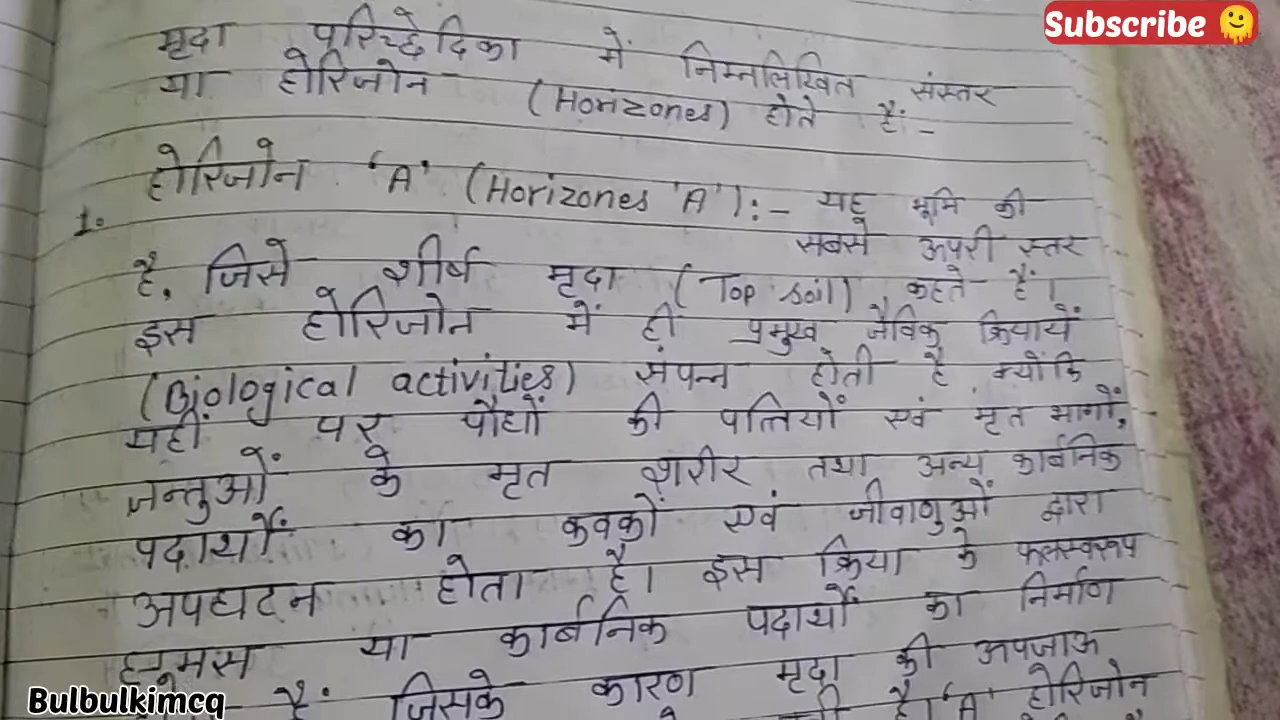 Subscribe
मृदा परिच्छेदिका में निम्नलिखित संस्तर
या होरिजोन (Horizones) होते हैं:-
1. होरिजोन 'A' (Horizones 'A'):- यह भूमि की
सबसे ऊपरी स्तर
है, जिसे शीर्ष मृदा (Top soil) कहते हैं।
इस होरिजोन में ही प्रमुख जैविक क्रियायें
(Biological activities) संपन्न होती है क्योंकि
यहीं पर पौधों की पत्तियों एवं मृत भागों,
जन्तुओं के मृत शरीर तथा अन्य कार्बनिक
पदार्थों का कवकों एवं जीवाणुओं द्वारा
अपघटन होता है। इस क्रिया के फलस्वरूप
ह्यूमस या कार्बनिक पदार्थों का निर्माण
हैं जिसके कारण मृदा की उपजाऊ
है। 'A' होरिजोन
Bulbulkimcq